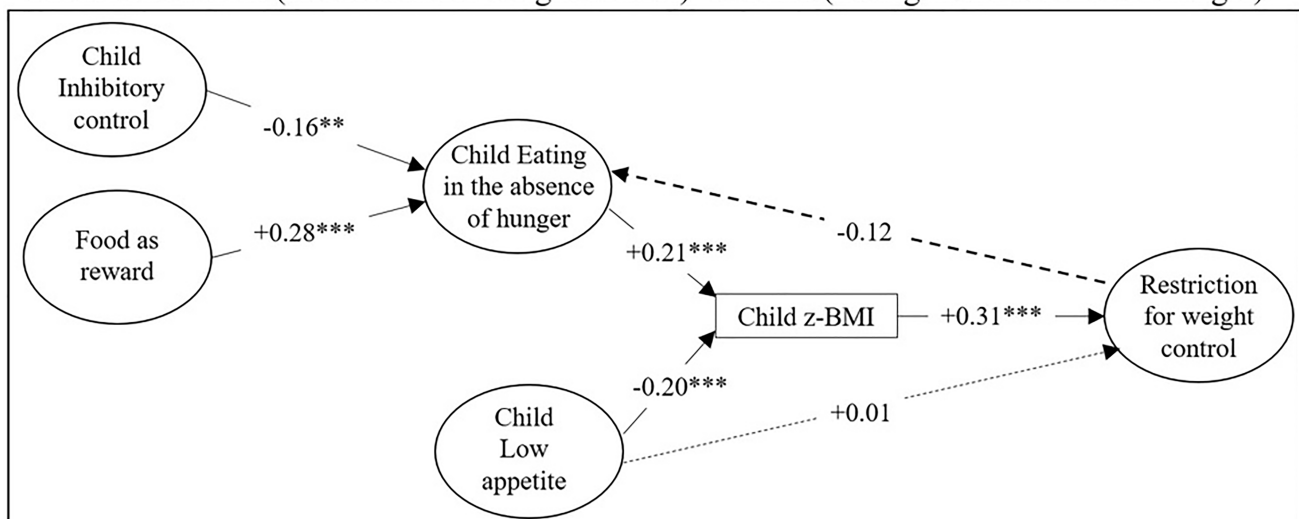 Child
Inhibitory
control
-0.16**
Food as
reward
+0.28***
Child Eating
in the absence
of hunger
+0.21***
-0.12
Child z-BMI
+0.31***
Restriction
for weight
control
-0.20***
+0.01
Child
Low
appetite